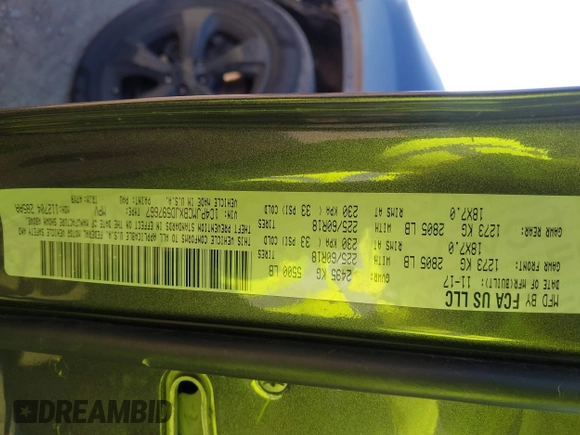 MFD BY FCA US LLC
DATE OF MFR(BUILT): 11-17
GVWR: 2495 KG 5500 LB
GAWR FRONT: 1273 KG 2805 LB WITH 225/60R18
18X7.0 RIMS AT 230 KPA( 33 PSI) COLD
GAWR REAR: 1273 KG 2805 LB WITH 225/60R18
18X7.0 RIMS AT 230 KPA( 33 PSI) COLD
THIS VEHICLE CONFORMS TO ALL APPLICABLE U.S.A. FEDERAL MOTOR VEHICLE SAFETY AND
THEFT PREVENTION STANDARDS IN EFFECT ON THE DATE OF MANUFACTURE SHOWN ABOVE.
TYPE: MPV
VEHICLE MADE IN U.S.A. PAINT:
DREAMBID